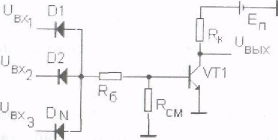 Uвх1 D1
Eп
Rк
Uвх2 D2
Uвых
Rб
VT1
Rсм
Uвх3 DN